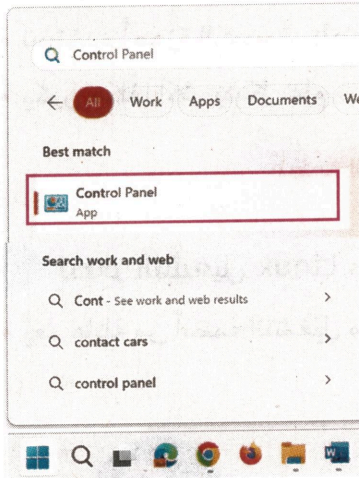 Control Panel
All Work Apps Documents We
Best match
Control Panel
App
Search work and web
Cont - See work and web results
contact cars
control panel